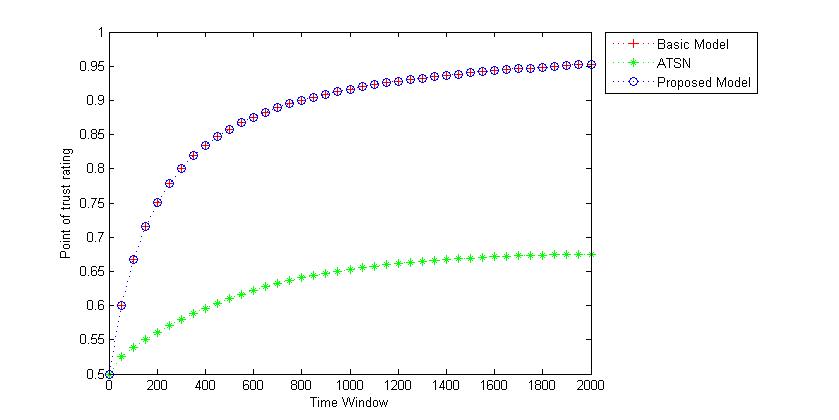 1
0.95
0.9
0.85
0.8
0.75
0.7
0.65
0.6
0.55
0.5
Point of trust rating
0 200 400 600 800 1000 1200 1400 1600 1800 2000
Time Window
Basic Model
ATSN
Proposed Model